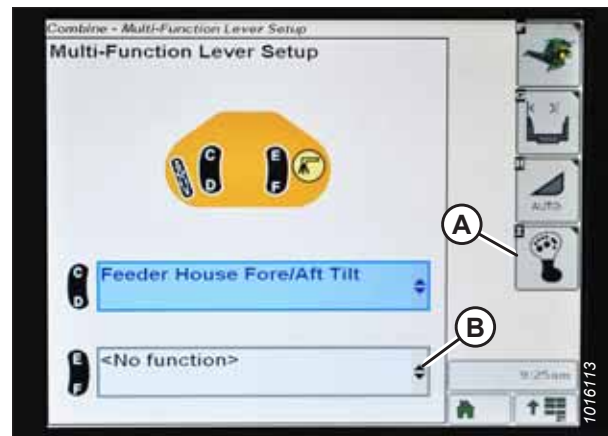 Combine - Multi-Function Lever Setup
Multi-Function Lever Setup
C
D
E
F
AUTO
A
C
D
Feeder House Fore/Aft Tilt
B
E
F
<No function>
9:25am
1016113